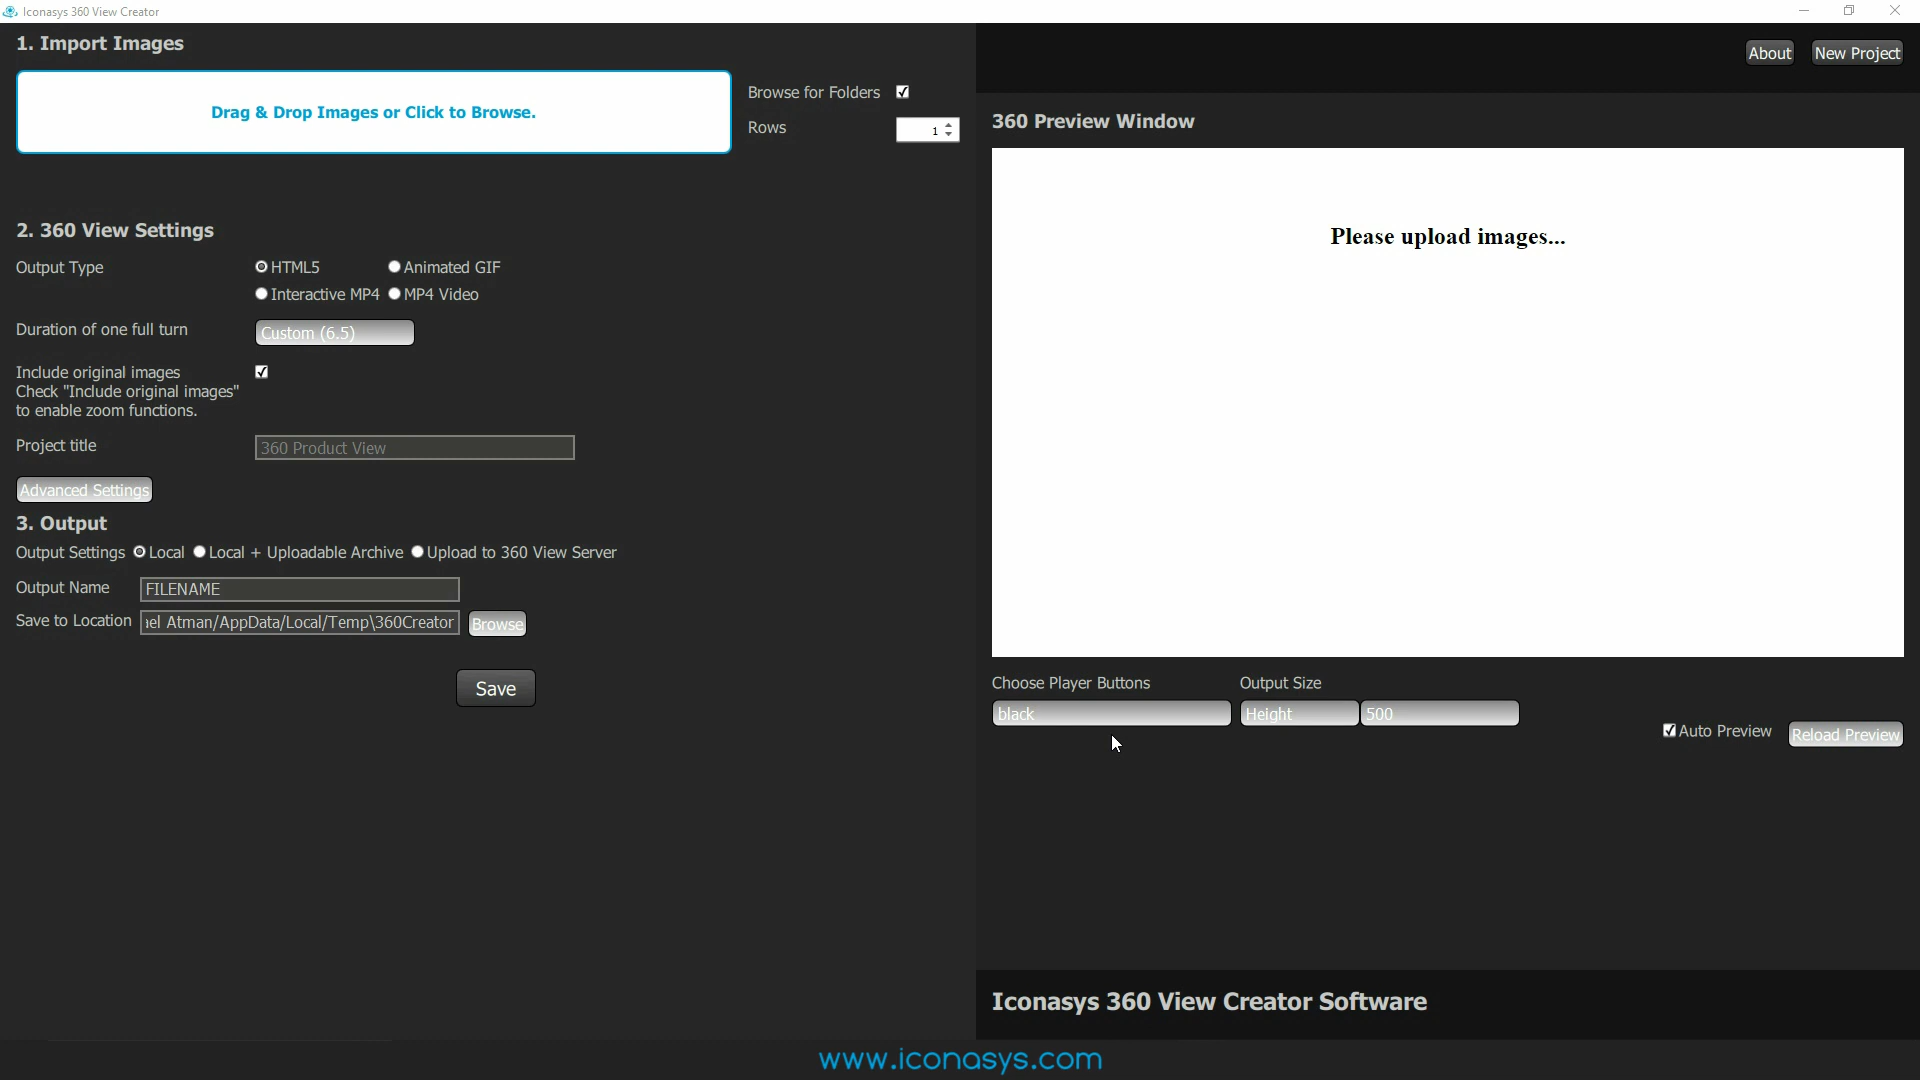 Iconasys 360 View Creator
1. Import Images
Drag & Drop Images or Click to Browse.
Browse for Folders
Rows
1
2. 360 View Settings
Output Type
HTML5
Animated GIF
Interactive MP4
MP4 Video
Duration of one full turn
Custom (6.5)
Include original images
Check "Include original images"
to enable zoom functions.
Project title
360 Product View
Advanced Settings
3. Output
Output Settings
Local
Local + Uploadable Archive
Upload to 360 View Server
Output Name
FILENAME
Save to Location
el Atman/AppData/Local/Temp\360Creator
Browse
Save
About
New Project
360 Preview Window
Please upload images...
Choose Player Buttons
Output Size
black
Height
500
Auto Preview
Reload Preview
Iconasys 360 View Creator Software
www.iconasys.com